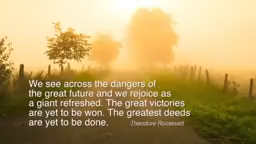 We see across the dangers of
the great future and we rejoice as
a giant refreshed. The great victories
are yet to be won. The greatest deeds
are yet to be done. Theodore Roosevelt